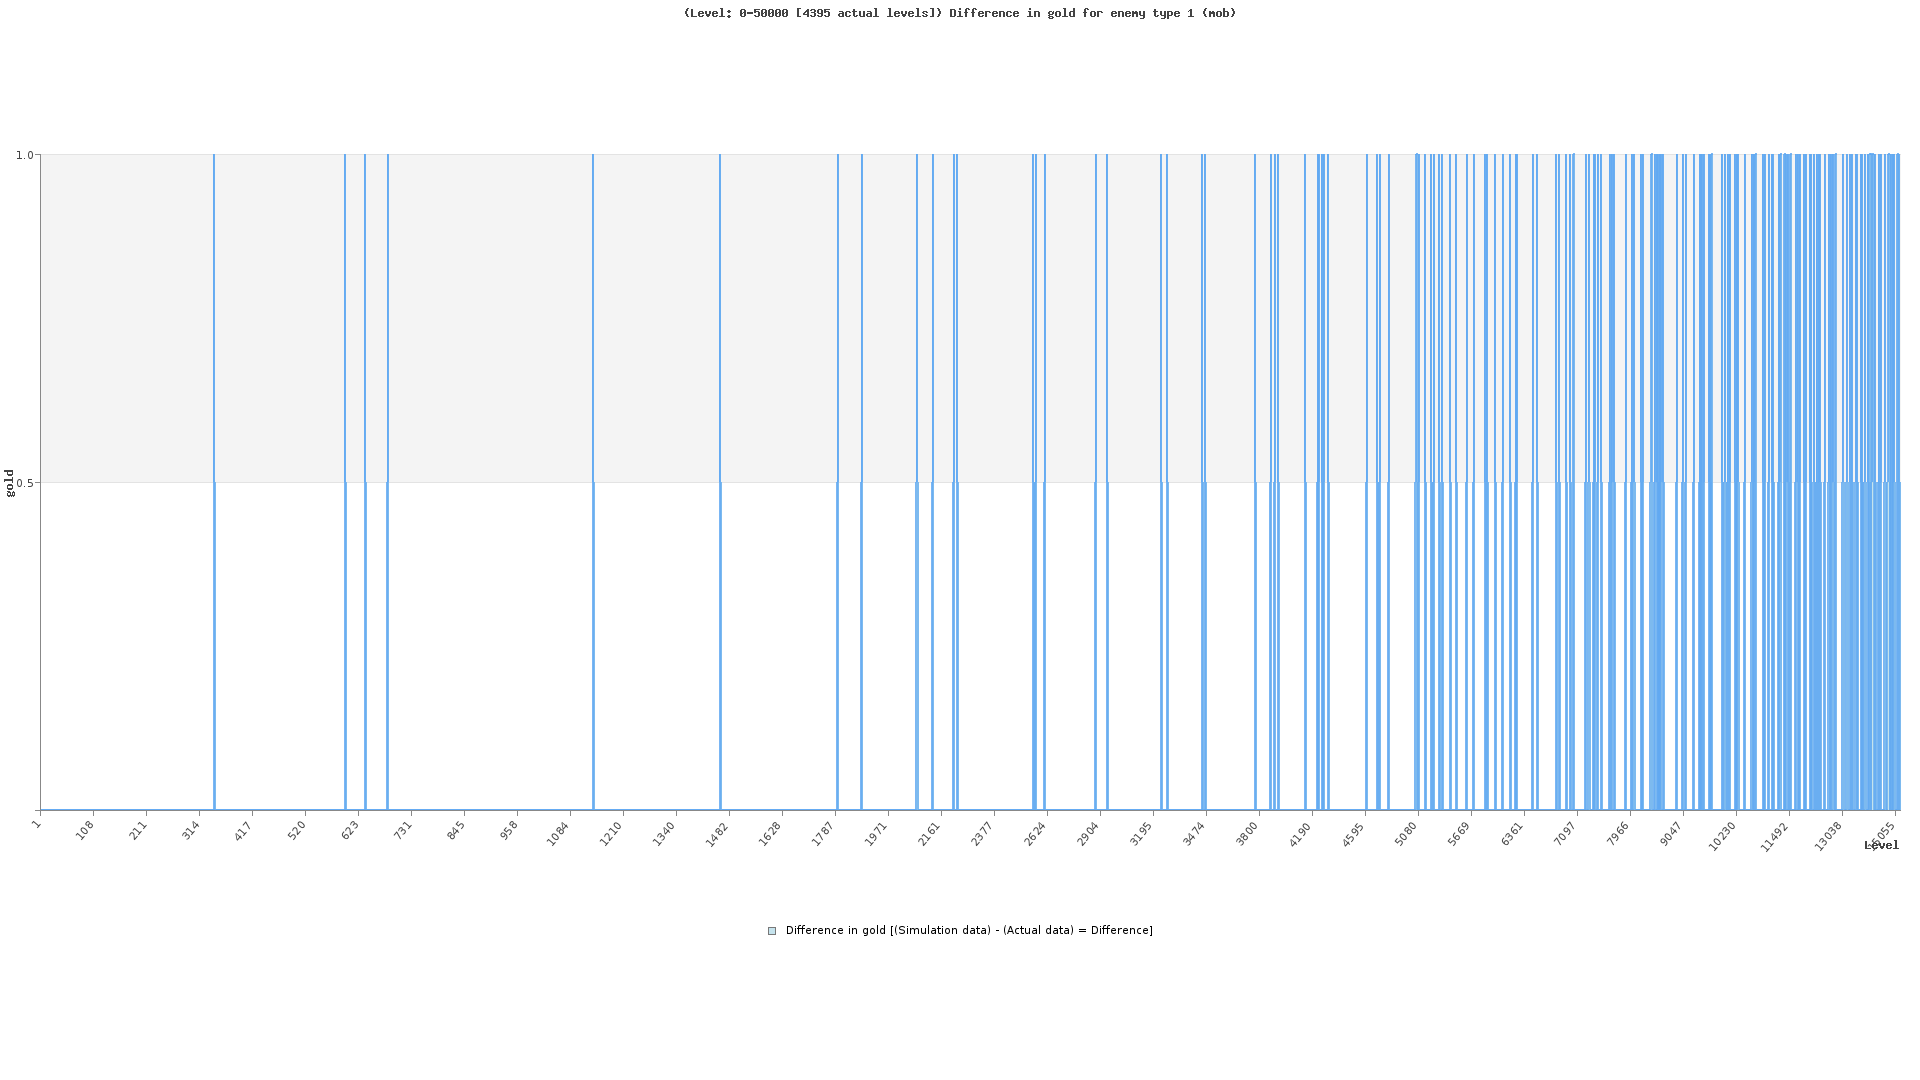 (Level: 0-50000 [4395 actual levels]) Difference in gold for enemy type 1 (mob)
1.0
gold
0.5
1 108 211 314 417 520 623 731 845 958 1084 1210 1340 1482 1628 1787 1971 2161 2377 2624 2904 3195 3474 3800 4190 4595 5080 5669 6361 7097 7966 9047 10230 11492 13038 15055
Level
Difference in gold [(Simulation data) - (Actual data) = Difference]